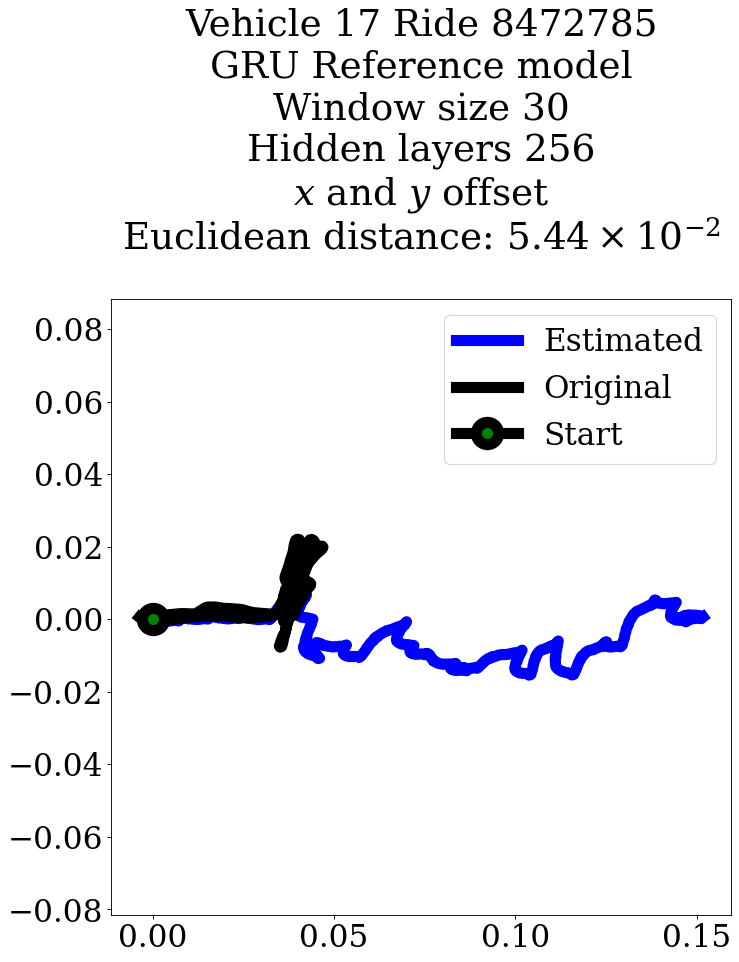 Vehicle 17 Ride 8472785
GRU Reference model
Window size 30
Hidden layers 256
x and y offset
Euclidean distance: 5.44 × 10⁻²
Estimated
Original
Start
0.08
0.06
0.04
0.02
0.00
−0.02
−0.04
−0.06
−0.08
0.00 0.05 0.10 0.15